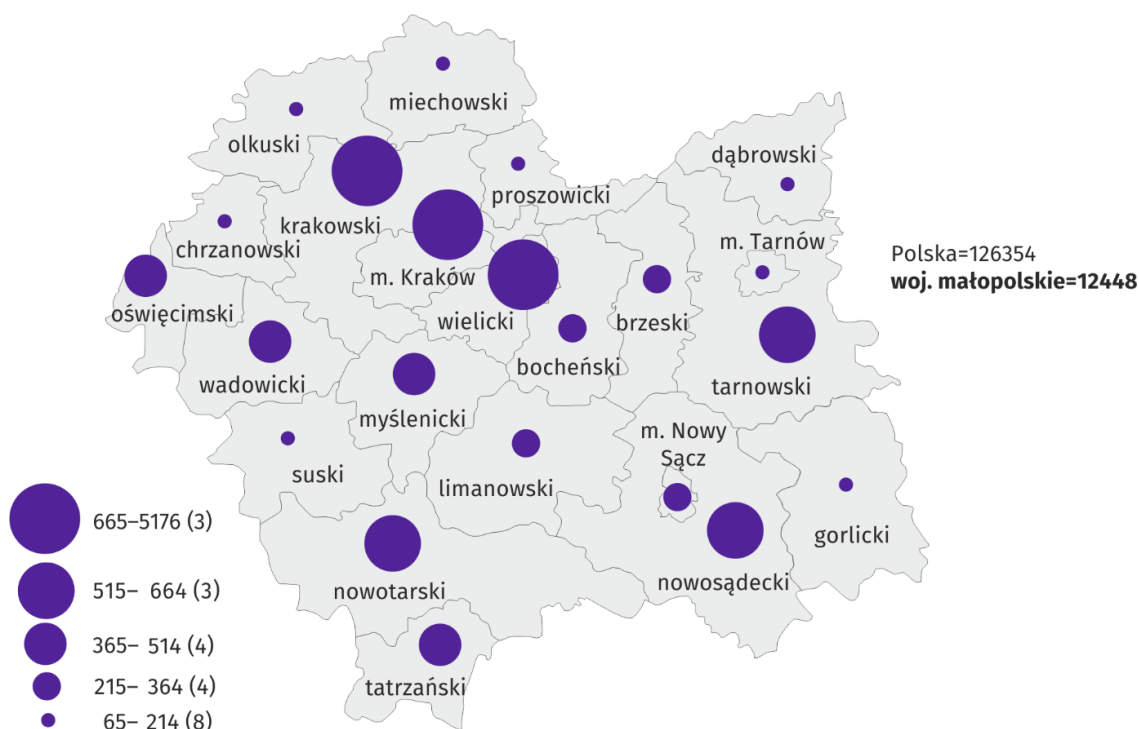 miechowski
olkuski
dąbrowski
proszowicki
krakowski
chrzanowski
m. Tarnów
Polska=126354
woj. małopolskie=12448
m. Kraków
oświęcimski
wielicki
brzeski
bocheński
wadowicki
tarnowski
myślenicki
m. Nowy
Sącz
suski
limanowski
gorlicki
nowotarski
nowosądecki
tatrzański
665–5176 (3)
515– 664 (3)
365– 514 (4)
215– 364 (4)
65– 214 (8)